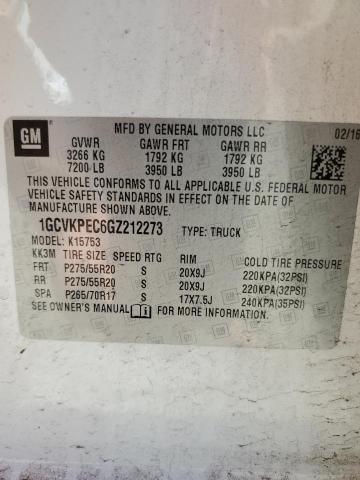 GM
MFD BY GENERAL MOTORS LLC
02/16
GVWR GAWR FRT GAWR RR
3266 KG 1792 KG 1792 KG
7200 LB 3950 LB 3950 LB
THIS VEHICLE CONFORMS TO ALL APPLICABLE U.S. FEDERAL MOTOR
VEHICLE SAFETY STANDARDS IN EFFECT ON THE DATE OF
MANUFACTURE SHOWN ABOVE.
1GCVKPEC6GZ212273 TYPE: TRUCK
MODEL: K15753
KK3M TIRE SIZE SPEED RTG RIM COLD TIRE PRESSURE
FRT P275/55R20 S 20X9J 220KPA(32PSI)
RR P275/55R20 S 20X9J 220KPA(32PSI)
SPA P265/70R17 S 17X7.5J 240KPA(35PSI)
SEE OWNER'S MANUAL FOR MORE INFORMATION.